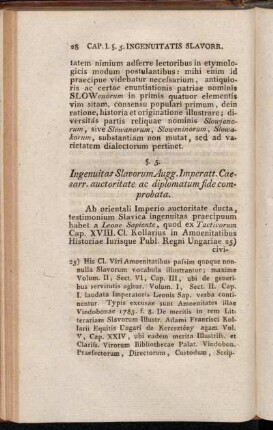 28 CAP. I. §. 5. INGENUITATIS SLAVORR.
tatem nimium adferre lectoribus in etymolo-
gicis modum postulantibus: mihi enim id
praecipue videbatur necessarium, antiquio-
ris ac certae enuntiationis patriae nominis
SLOWenorum in primis quatuor elementis
vim sitam, consensu populari primum, dein
ratione, historia et originatione illustrare; di-
versitás partis reliquae nominis Slowjano-
rum, sive Slowanorum, Sloweninorum, Slowa-
korum, substantiam non mutat, sed ad va-
rietatem dialectorum pertinet.
§. 5.
Ingenuitas Slavorum Augg. Imperatt. Cae-
sarr. auctoritate ac diplomatum fide com-
probata.
Ab orientali Imperio auctoritate ducta,
testimonium Slavica ingenuitas praecipuum
habet a Leone Sapiente, quod ex Tacticorum
Cap. XVIII. Cl. Kollarius in Amoenitatibus
Historiae Iurisque Publ. Regni Ungariae 25)
civi-
25) His Cl. Viri Amoenitatibus passim quoque non-
nulla Slavorum vocabula illustrantur; maxime
Volum. II, Sect. VI, Cap. III, ubi de generi-
bus servitutis agitur. Volum. I, Sect. II. Cap.
I. laudata Imperatoris Leonis Sap. verba conti-
nentur. Typis excusae sunt Amoenitates illae
Vindobonae 1783. f. 8. De meritis in rem Lit-
terariam Slavorum Illustr. Adami Francisci Kol-
larii Equitis Ungari de Keresztény agam Vol.
V, Cap. XXIV, ubi eadem merita Illustriss. et
Clariss. Virorum Bibliothecae Palat. Vindobon.
Praefectorum, Directorum, Custodum, Scrip-